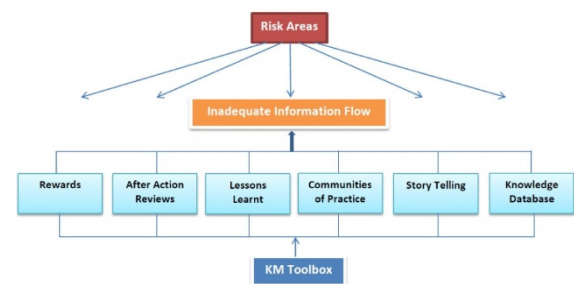 Risk Areas
Inadequate Information Flow
Rewards
After Action
Reviews
Lessons
Learnt
Communities
of Practice
Story Telling
Knowledge
Database
KM Toolbox